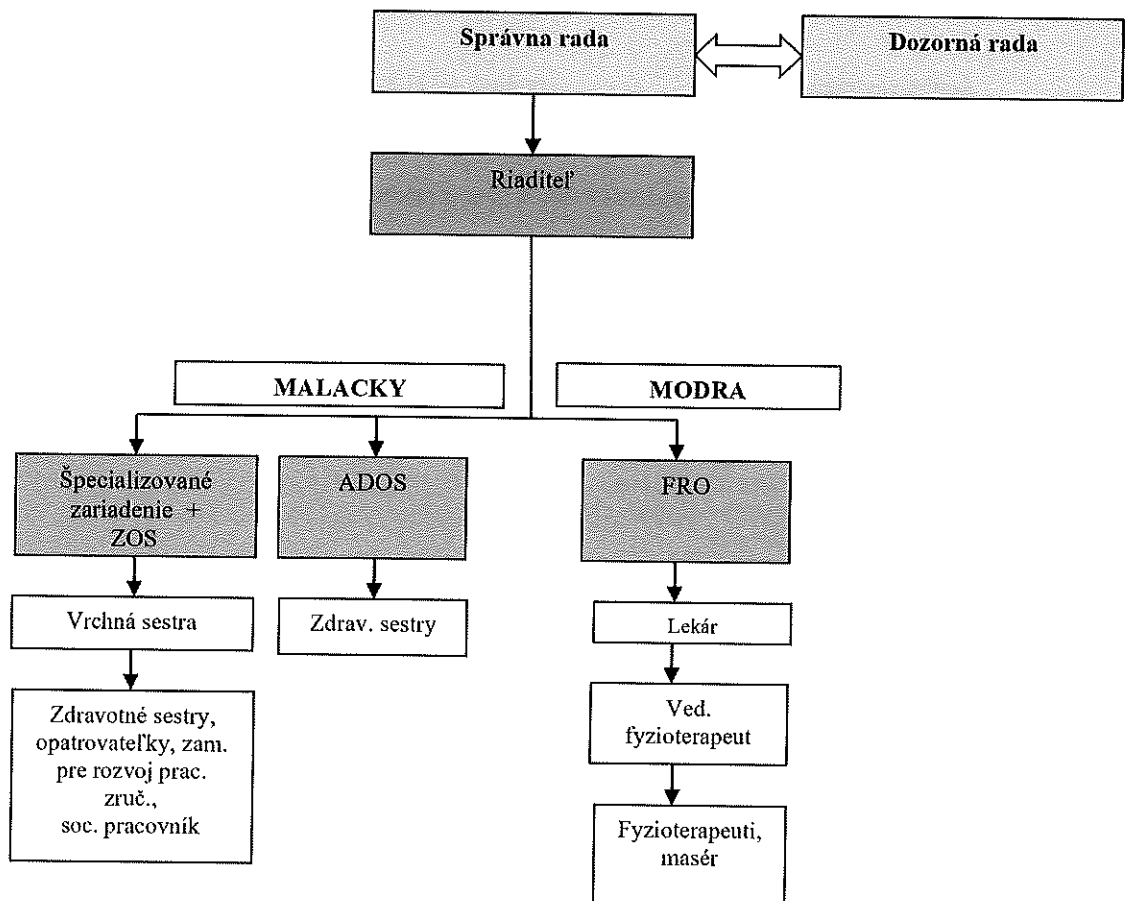 Správna rada
Dozorná rada
Riaditeľ
MALACKY
MODRA
Špecializované
zariadenie +
ZOS
ADOS
FRO
Vrchná sestra
Zdrav. sestry
Lekár
Zdravotné sestry,
opatrovateľky, zam.
pre rozvoj prac.
zruč.,
soc. pracovník
Ved.
fyzioterapeut
Fyzioterapeuti,
masér